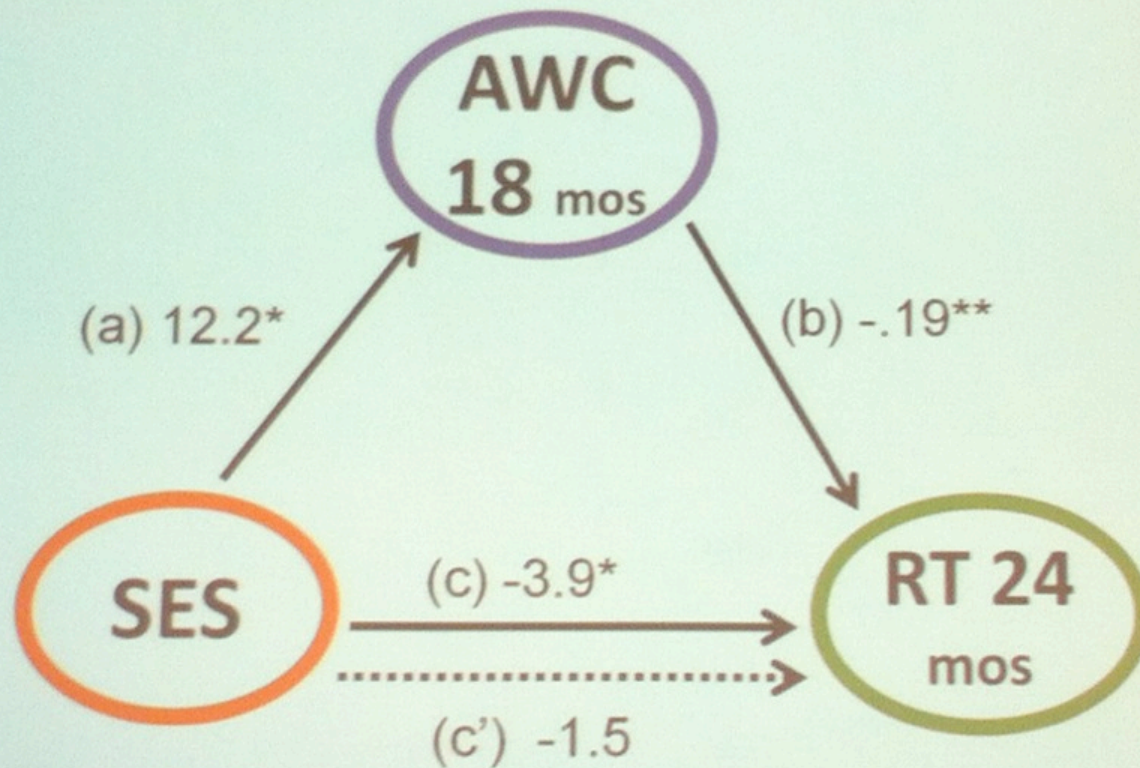 AWC
18 mos
(a) 12.2*
(b) -.19**
SES
(c) -3.9*
(c’) -1.5
RT 24
mos